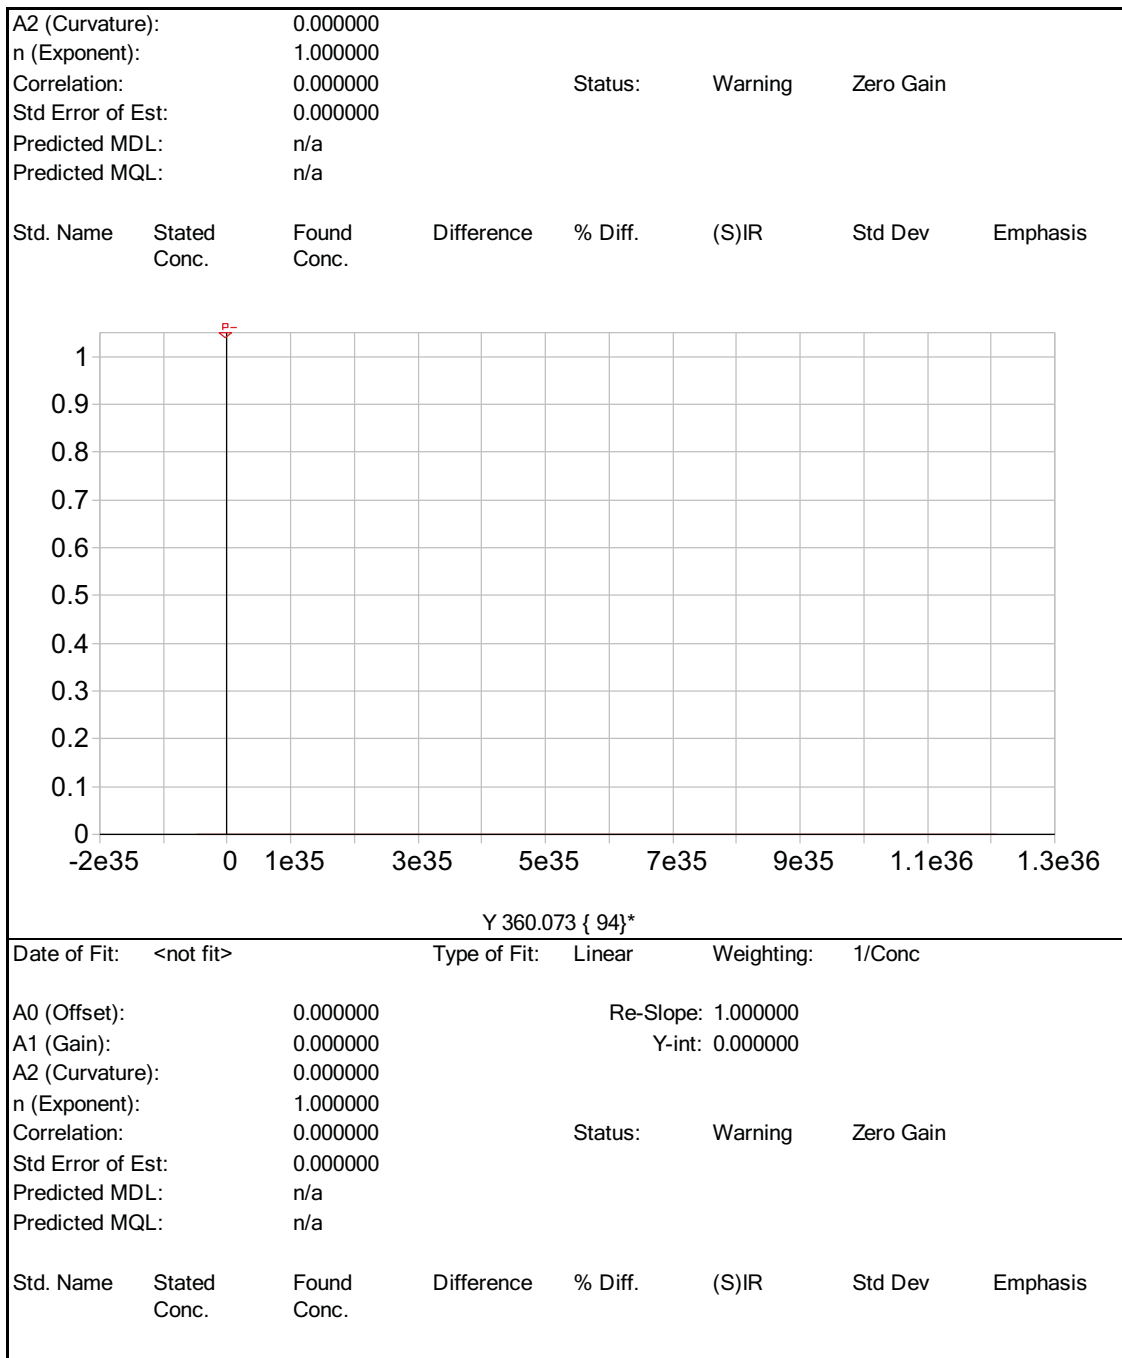 A2 (Curvature): 0.000000
n (Exponent): 1.000000
Correlation: 0.000000 Status: Warning Zero Gain
Std Error of Est: 0.000000
Predicted MDL: n/a
Predicted MQL: n/a
Std. Name Stated Found Difference % Diff. (S)IR Std Dev Emphasis
Conc. Conc.
P-
1
0.9
0.8
0.7
0.6
0.5
0.4
0.3
0.2
0.1
0
-2e35 0 1e35 3e35 5e35 7e35 9e35 1.1e36 1.3e36
Y 360.073 { 94}*
Date of Fit: <not fit> Type of Fit: Linear Weighting: 1/Conc
A0 (Offset): 0.000000 Re-Slope: 1.000000
A1 (Gain): 0.000000 Y-int: 0.000000
A2 (Curvature): 0.000000
n (Exponent): 1.000000
Correlation: 0.000000 Status: Warning Zero Gain
Std Error of Est: 0.000000
Predicted MDL: n/a
Predicted MQL: n/a
Std. Name Stated Found Difference % Diff. (S)IR Std Dev Emphasis
Conc. Conc.